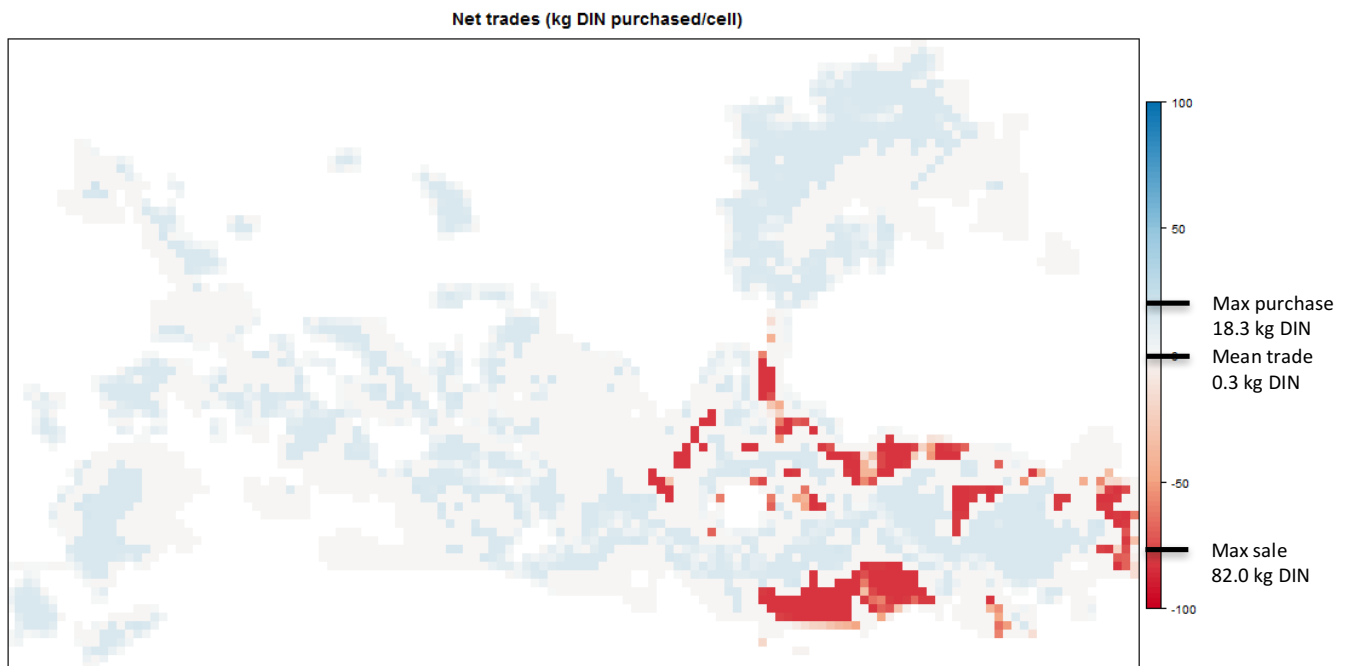 Net trades (kg DIN purchased/cell)
100
50
Max purchase
18.3 kg DIN
0
Mean trade
0.3 kg DIN
-50
Max sale
82.0 kg DIN
-100